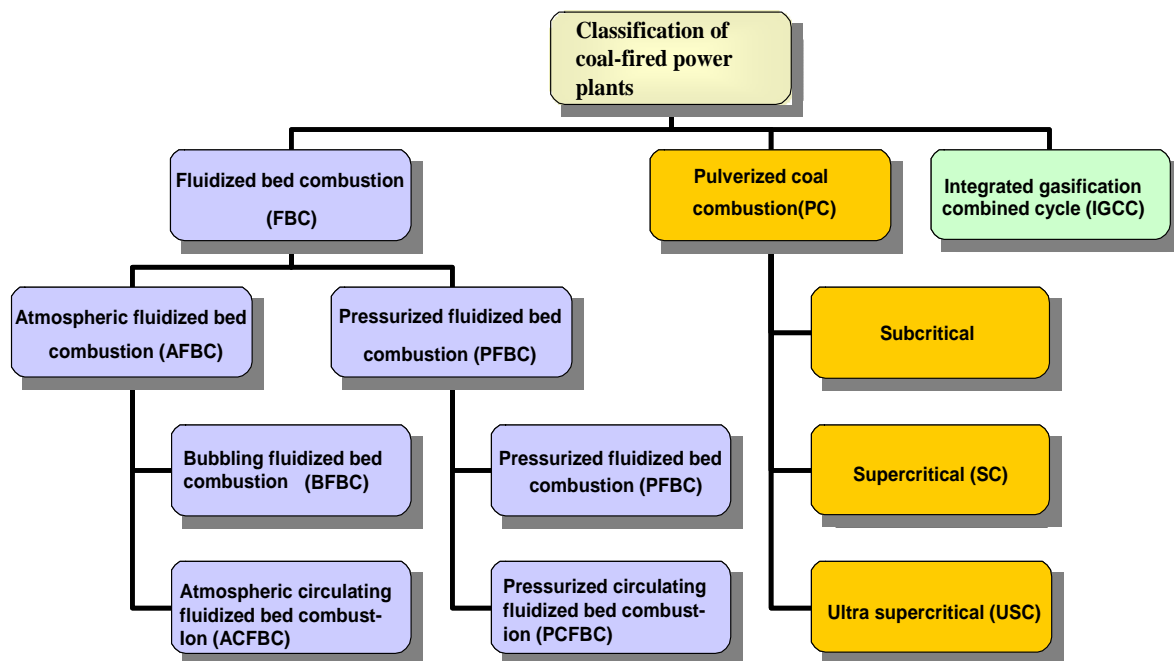 Classification of
coal-fired power
plants
Fluidized bed combustion
(FBC)
Pulverized coal
combustion(PC)
Integrated gasification
combined cycle (IGCC)
Atmospheric fluidized bed
combustion (AFBC)
Pressurized fluidized bed
combustion (PFBC)
Subcritical
Bubbling fluidized bed
combustion (BFBC)
Pressurized fluidized bed
combustion (PFBC)
Supercritical (SC)
Atmospheric circulating
fluidized bed combust-
Ion (ACFBC)
Pressurized circulating
fluidized bed combust-
ion (PCFBC)
Ultra supercritical (USC)